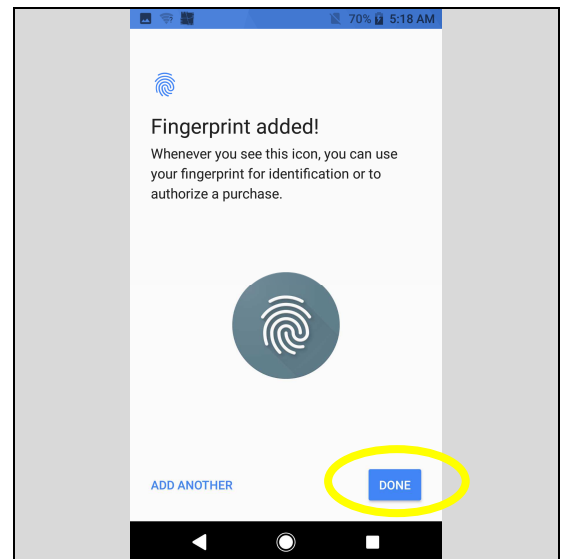 70% 5:18 AM
Fingerprint added!
Whenever you see this icon, you can use
your fingerprint for identification or to
authorize a purchase.
ADD ANOTHER DONE